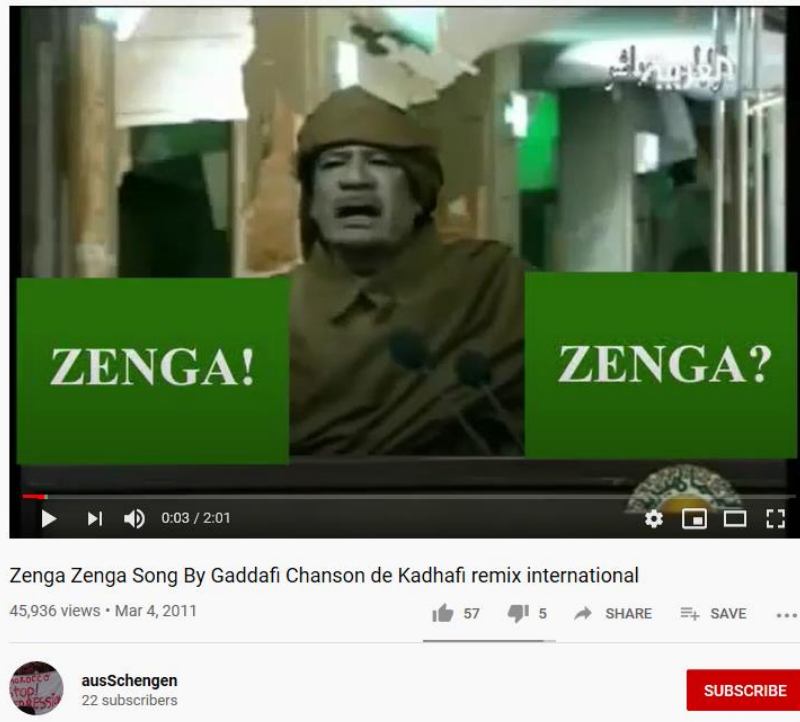 ZENGA!
ZENGA?
0:03 / 2:01
Zenga Zenga Song By Gaddafi Chanson de Kadhafi remix international
45,936 views • Mar 4, 2011
57
5
SHARE
SAVE
ausSchengen
22 subscribers
SUBSCRIBE